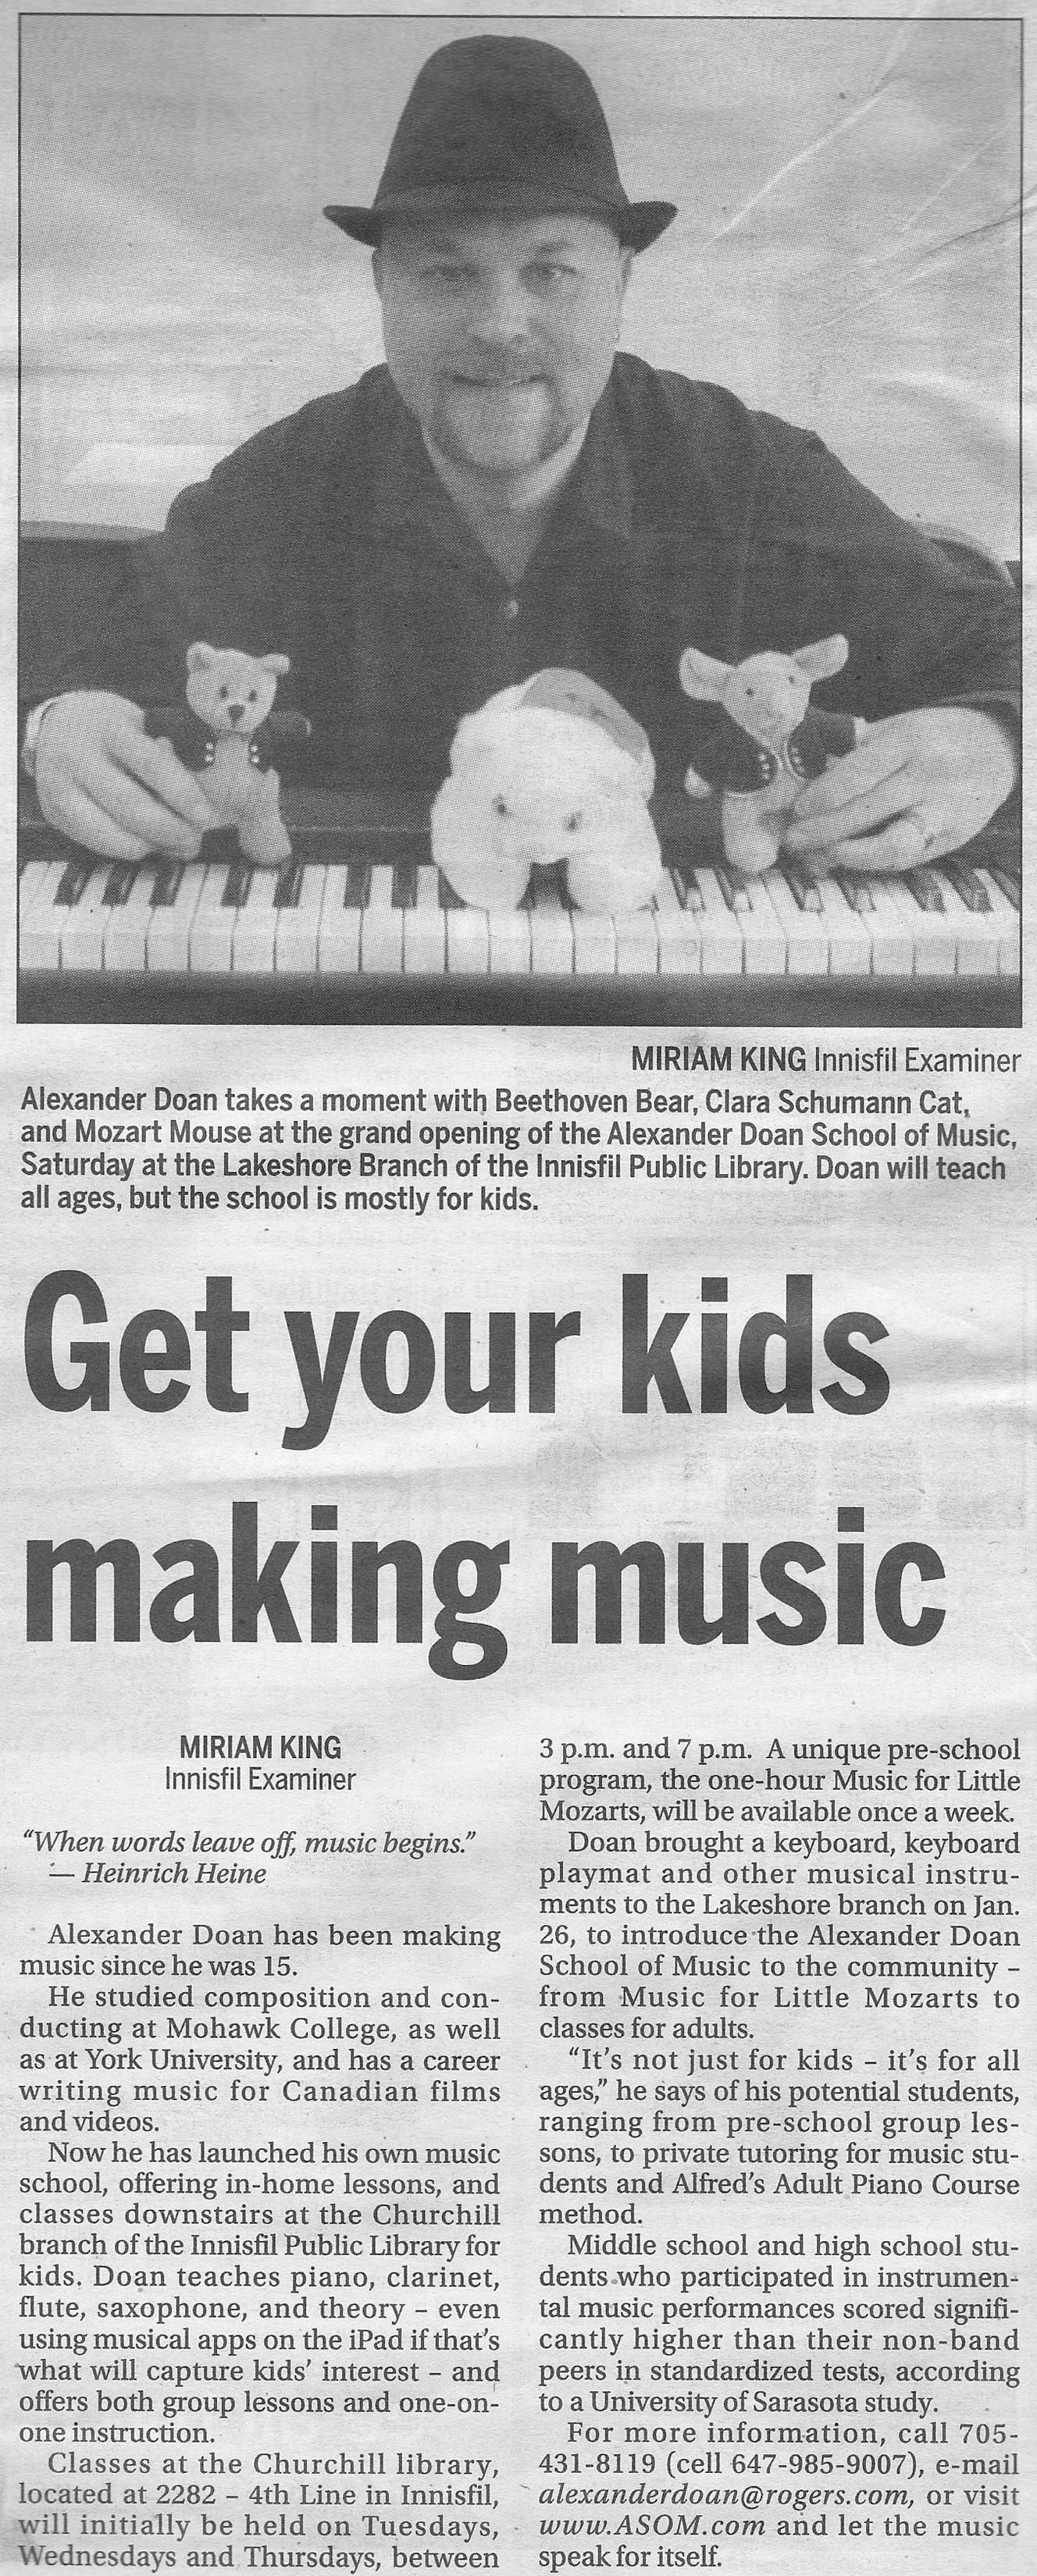 MIRIAM KING Innisfil Examiner
Alexander Doan takes a moment with Beethoven Bear, Clara Schumann Cat,
and Mozart Mouse at the grand opening of the Alexander Doan School of Music,
Saturday at the Lakeshore Branch of the Innisfil Public Library. Doan will teach
all ages, but the school is mostly for kids.
Get your kids
making music
MIRIAM KING
Innisfil Examiner
“When words leave off, music begins.”
— Heinrich Heine
Alexander Doan has been making
music since he was 15.
He studied composition and con-
ducting at Mohawk College, as well
as at York University, and has a career
writing music for Canadian films
and videos.
Now he has launched his own music
school, offering in-home lessons, and
classes downstairs at the Churchill
branch of the Innisfil Public Library for
kids. Doan teaches piano, clarinet,
flute, saxophone, and theory – even
using musical apps on the iPad if that’s
what will capture kids’ interest – and
offers both group lessons and one-on-
one instruction.
Classes at the Churchill library,
located at 2282 – 4th Line in Innisfil,
will initially be held on Tuesdays,
Wednesdays and Thursdays, between
3 p.m. and 7 p.m. A unique pre-school
program, the one-hour Music for Little
Mozarts, will be available once a week.
Doan brought a keyboard, keyboard
playmat and other musical instru-
ments to the Lakeshore branch on Jan.
26, to introduce the Alexander Doan
School of Music to the community –
from Music for Little Mozarts to
classes for adults.
“It’s not just for kids – it’s for all
ages,” he says of his potential students,
ranging from pre-school group les-
sons, to private tutoring for music stu-
dents and Alfred’s Adult Piano Course
method.
Middle school and high school stu-
dents who participated in instrumen-
tal music performances scored signifi-
cantly higher than their non-band
peers in standardized tests, according
to a University of Sarasota study.
For more information, call 705-
431-8119 (cell 647-985-9007), e-mail
alexanderdoan@rogers.com, or visit
www.ASOM.com and let the music
speak for itself.